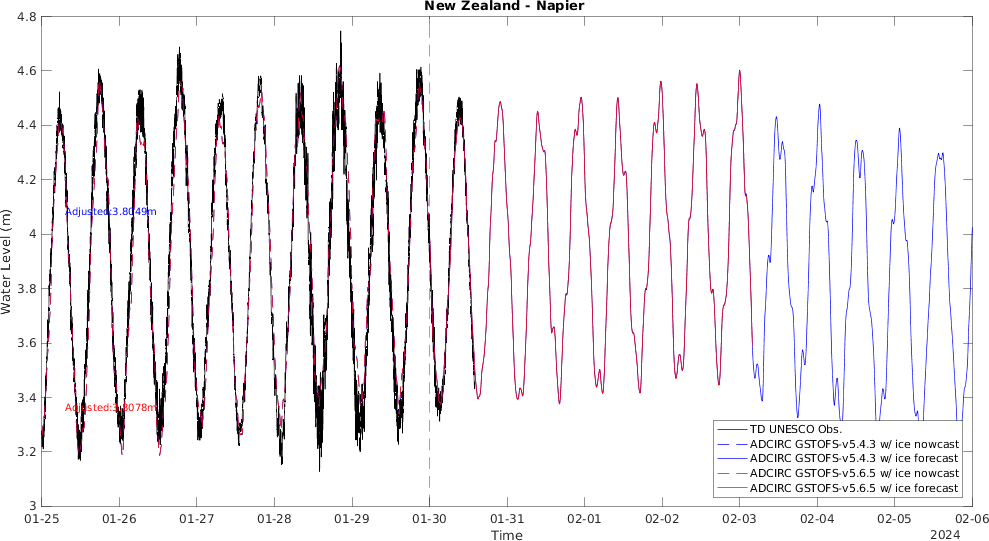 New Zealand - Napier
4.8
4.6
4.4
4.2
4
3.8
3.6
3.4
3.2
3
Water Level (m)
Adjusted:3.8049m
Adjusted:3.8078m
TD UNESCO Obs.
ADCIRC GSTOFS-v5.4.3 w/ ice nowcast
ADCIRC GSTOFS-v5.4.3 w/ ice forecast
ADCIRC GSTOFS-v5.6.5 w/ ice nowcast
ADCIRC GSTOFS-v5.6.5 w/ ice forecast
01-25 01-26 01-27 01-28 01-29 01-30 01-31 02-01 02-02 02-03 02-04 02-05 02-06
Time
2024